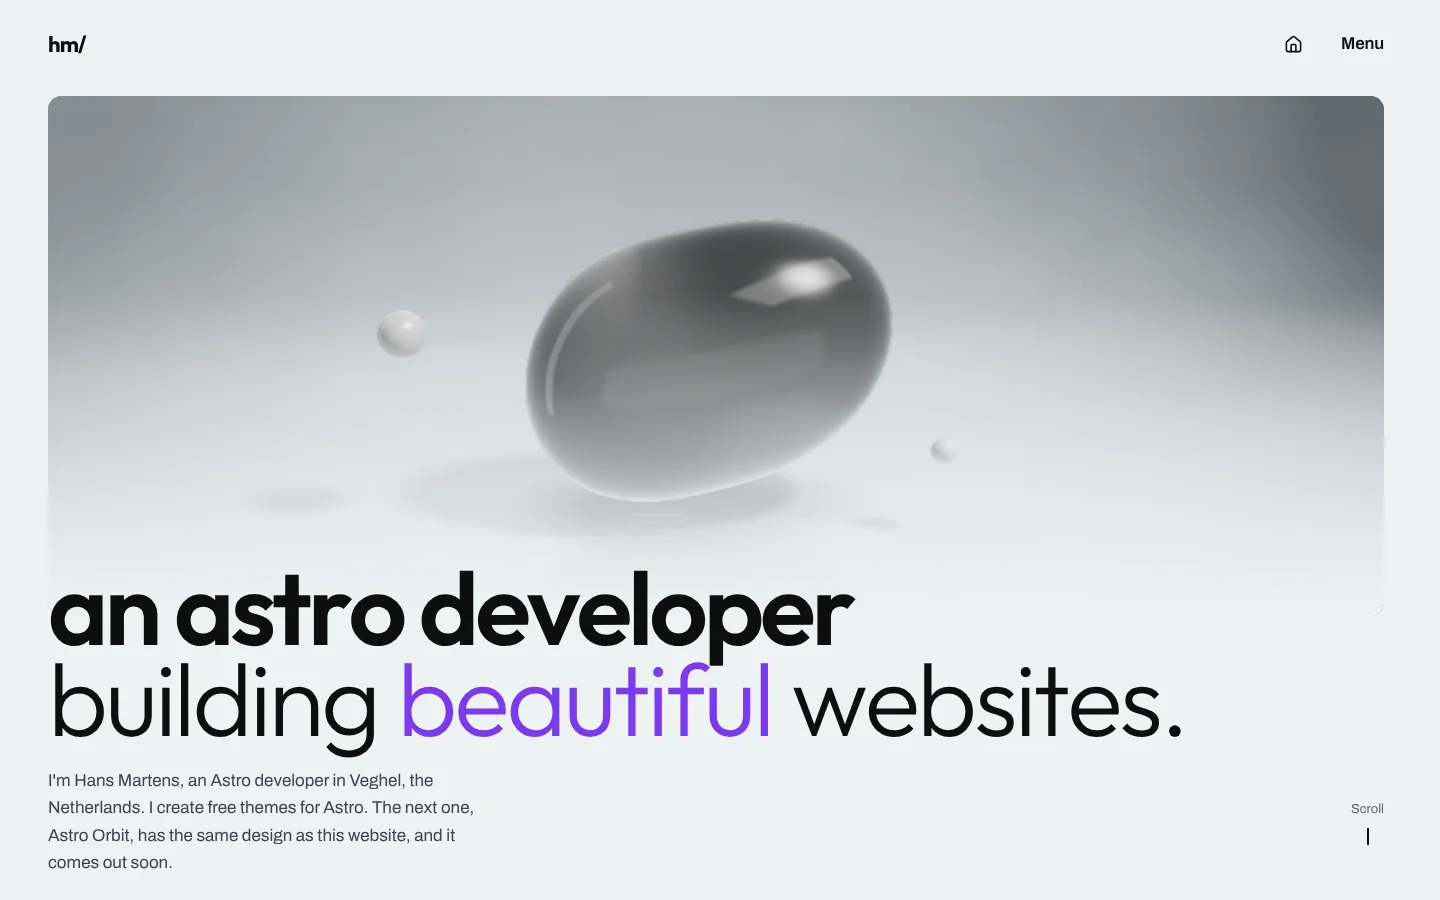 hm/
Menu
an astro developer
building beautiful websites.
I'm Hans Martens, an Astro developer in Veghel, the
Netherlands. I create free themes for Astro. The next one,
Astro Orbit, has the same design as this website, and it
comes out soon.
Scroll